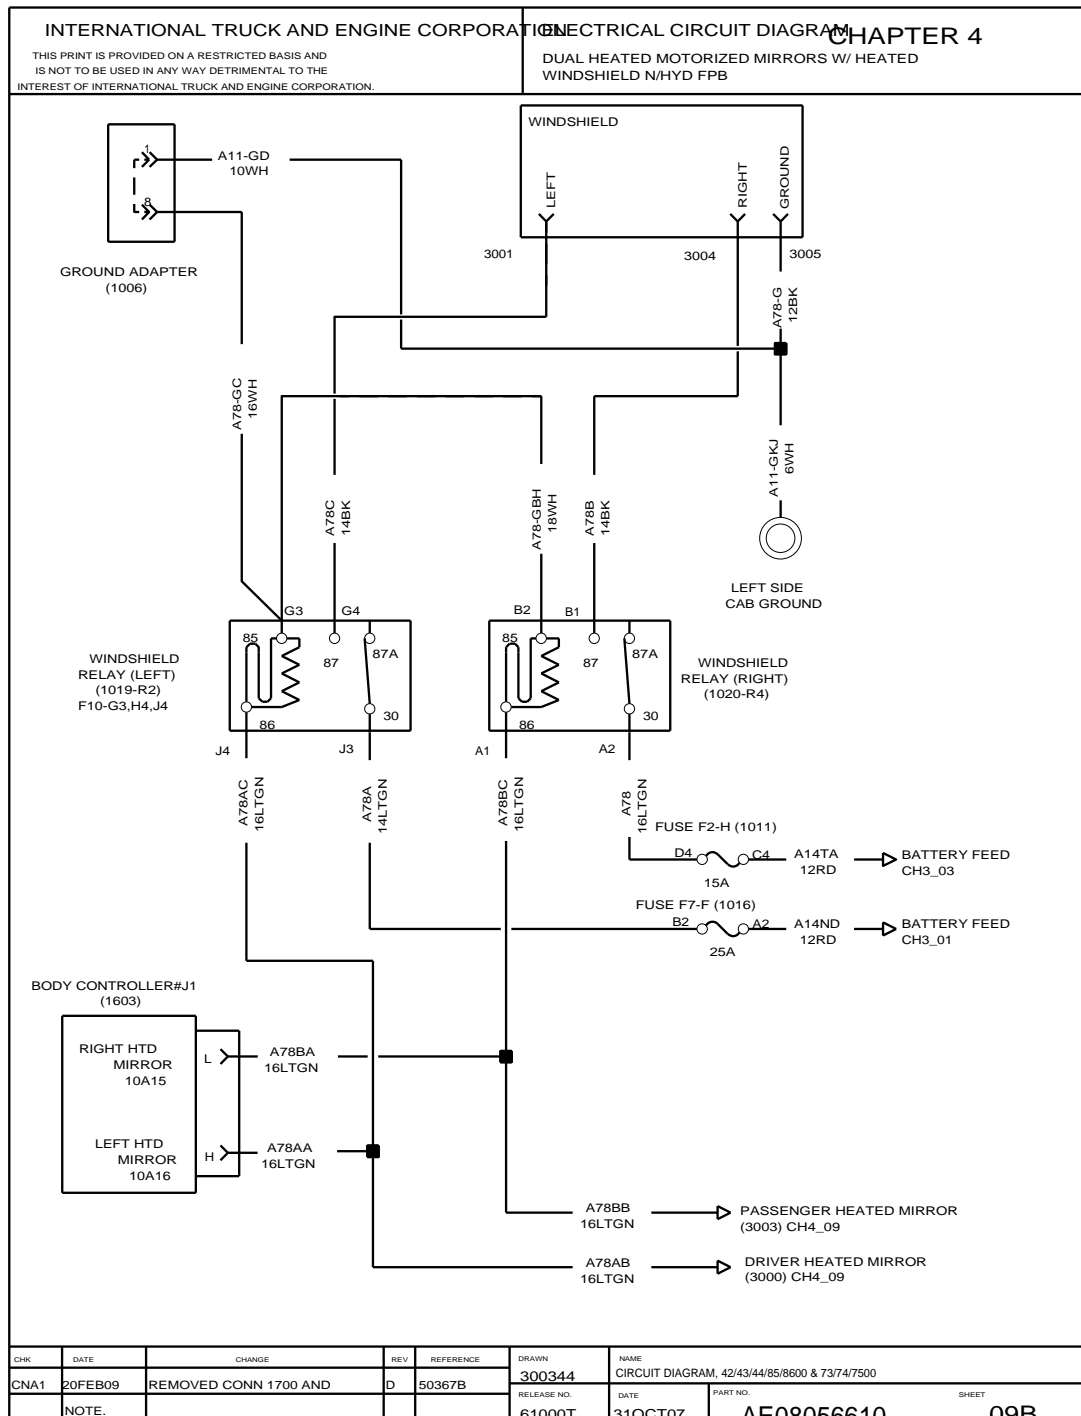 INTERNATIONAL TRUCK AND ENGINE CORPORATION
THIS PRINT IS PROVIDED ON A RESTRICTED BASIS AND
IS NOT TO BE USED IN ANY WAY DETRIMENTAL TO THE
INTEREST OF INTERNATIONAL TRUCK AND ENGINE CORPORATION.
ELECTRICAL CIRCUIT DIAGRAM
CHAPTER 4
DUAL HEATED MOTORIZED MIRRORS W/ HEATED
WINDSHIELD N/HYD FPB
1
8
GROUND ADAPTER
(1006)
A11-GD
10WH
WINDSHIELD
LEFT
RIGHT
GROUND
3001
3004
3005
A78-G
12BK
A78-GC
16WH
A78C
14BK
A78-GBH
18WH
A78B
14BK
A11-GKJ
6WH
LEFT SIDE
CAB GROUND
G3
G4
85
87
87A
86
30
WINDSHIELD
RELAY (LEFT)
(1019-R2)
F10-G3,H4,J4
J4
J3
B2
B1
85
87
87A
86
30
WINDSHIELD
RELAY (RIGHT)
(1020-R4)
A1
A2
A78AC
16LTGN
A78A
14LTGN
A78BC
16LTGN
A78
16LTGN
FUSE F2-H (1011)
D4
C4
15A
A14TA
12RD
BATTERY FEED
CH3_03
FUSE F7-F (1016)
B2
A2
25A
A14ND
12RD
BATTERY FEED
CH3_01
BODY CONTROLLER#J1
(1603)
RIGHT HTD
MIRROR
10A15
L
A78BA
16LTGN
LEFT HTD
MIRROR
10A16
H
A78AA
16LTGN
A78BB
16LTGN
PASSENGER HEATED MIRROR
(3003) CH4_09
A78AB
16LTGN
DRIVER HEATED MIRROR
(3000) CH4_09
CHK DATE CHANGE REV REFERENCE
CNA1 20FEB09 REMOVED CONN 1700 AND D 50367B
NOTE.
DRAWN
300344
NAME
CIRCUIT DIAGRAM, 42/43/44/85/8600 & 73/74/7500
RELEASE NO.
61000T
DATE
31OCT07
PART NO.
AE08056610
SHEET
09B